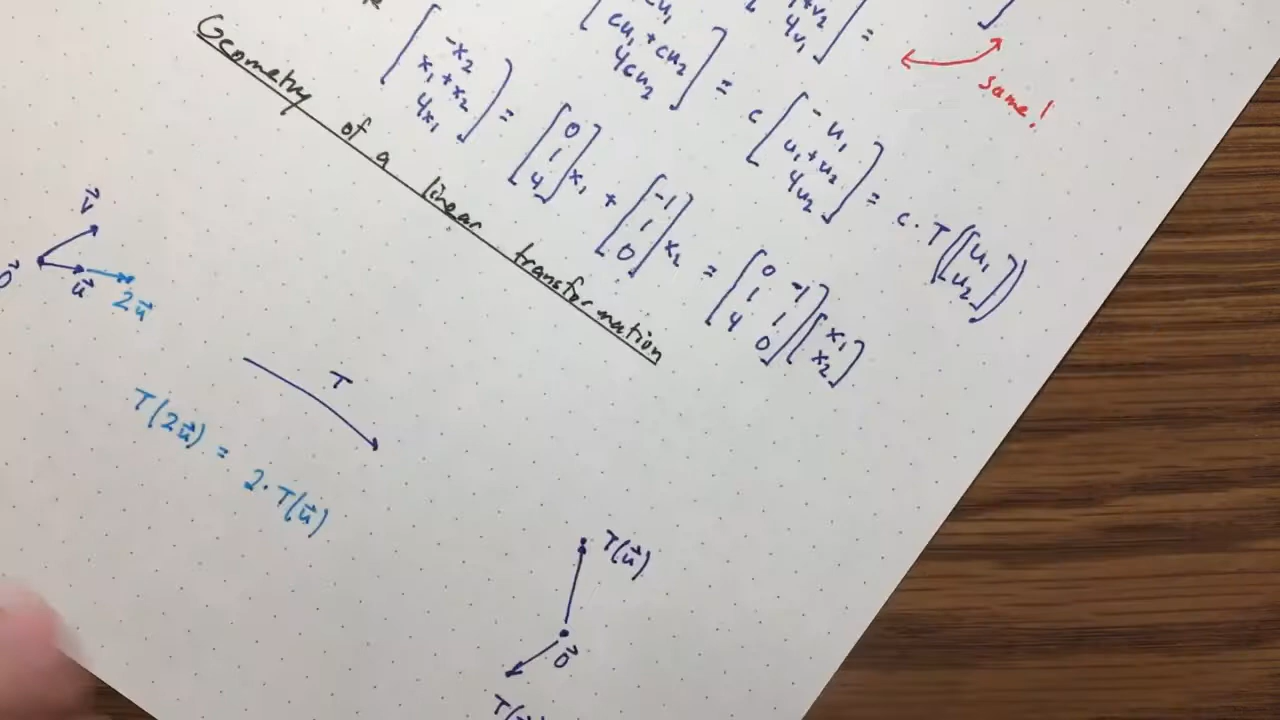 [cu₁ + cu₂ 4cu₂] = c [-u₁ u₁+u₂ 4u₂] = c·T([u₁ u₂])
4v₁] =
same!
[-x₂ x₁+x₂ 4x₁] = [0 1 4]x₁ + [-1 1 0]x₂ = [0 -1 1 1 4 0][x₁ x₂]
Geometry of a linear transformation
v⃗
0⃗
u⃗
2u⃗
T
T(2u⃗) = 2·T(u⃗)
T(u⃗)
0⃗